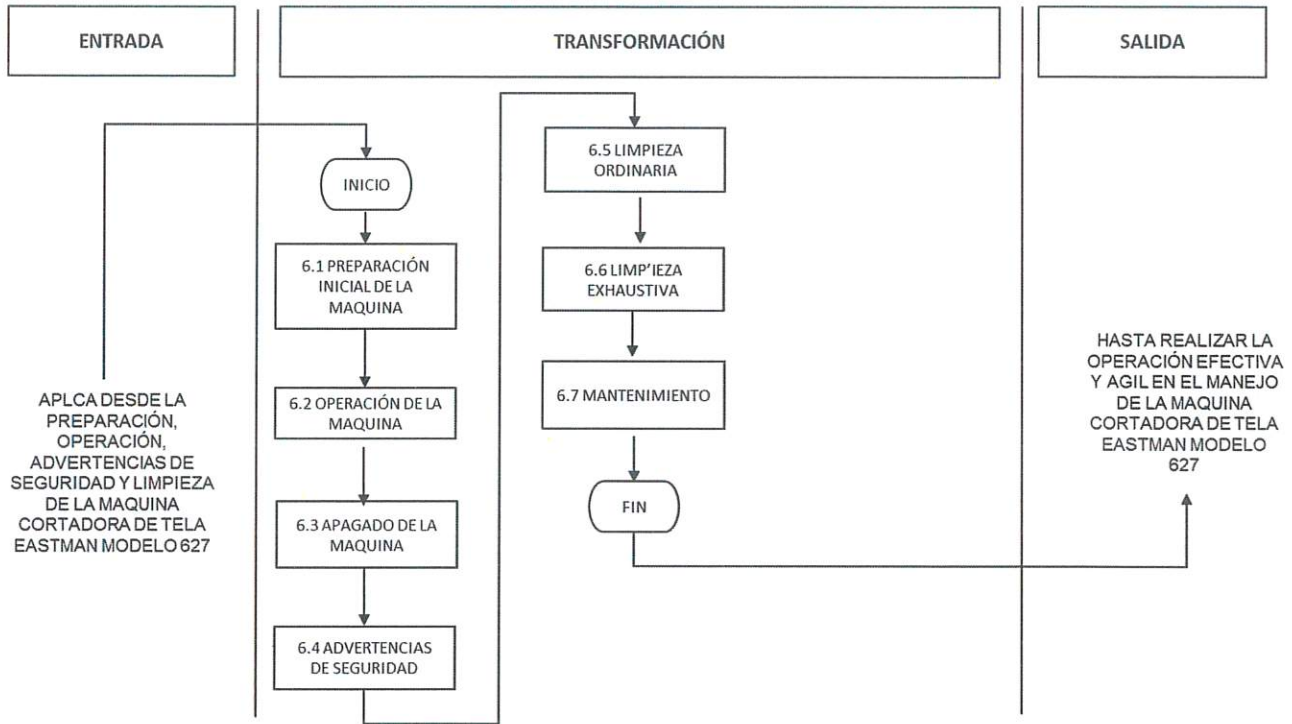 ENTRADA
TRANSFORMACIÓN
SALIDA
APLCA DESDE LA
PREPARACIÓN,
OPERACIÓN,
ADVERTENCIAS DE
SEGURIDAD Y LIMPIEZA
DE LA MAQUINA
CORTADORA DE TELA
EASTMAN MODELO 627
INICIO
6.1 PREPARACIÓN
INICIAL DE LA
MAQUINA
6.2 OPERACIÓN DE LA
MAQUINA
6.3 APAGADO DE LA
MAQUINA
6.4 ADVERTENCIAS
DE SEGURIDAD
6.5 LIMPIEZA
ORDINARIA
6.6 LIMP'IEZA
EXHAUSTIVA
6.7 MANTENIMIENTO
FIN
HASTA REALIZAR LA
OPERACIÓN EFECTIVA
Y AGIL EN EL MANEJO
DE LA MAQUINA
CORTADORA DE TELA
EASTMAN MODELO
627